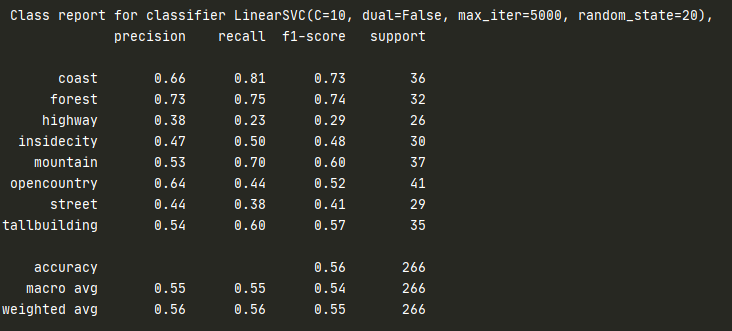 Class report for classifier LinearSVC(C=10, dual=False, max_iter=5000, random_state=20),
precision recall f1-score support
coast 0.66 0.81 0.73 36
forest 0.73 0.75 0.74 32
highway 0.38 0.23 0.29 26
insidecity 0.47 0.50 0.48 30
mountain 0.53 0.70 0.60 37
opencountry 0.64 0.44 0.52 41
street 0.44 0.38 0.41 29
tallbuilding 0.54 0.60 0.57 35
accuracy 0.56 266
macro avg 0.55 0.55 0.54 266
weighted avg 0.56 0.56 0.55 266